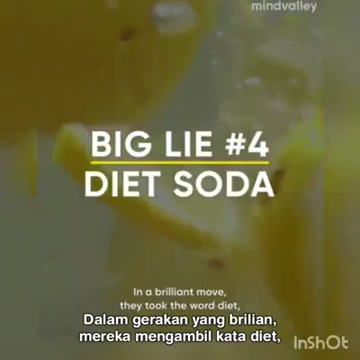 mindvalley
BIG LIE #4
DIET SODA
In a brilliant move,
they took the word diet,
Dalam gerakan yang brilian,
mereka mengambil kata diet,
InShOt